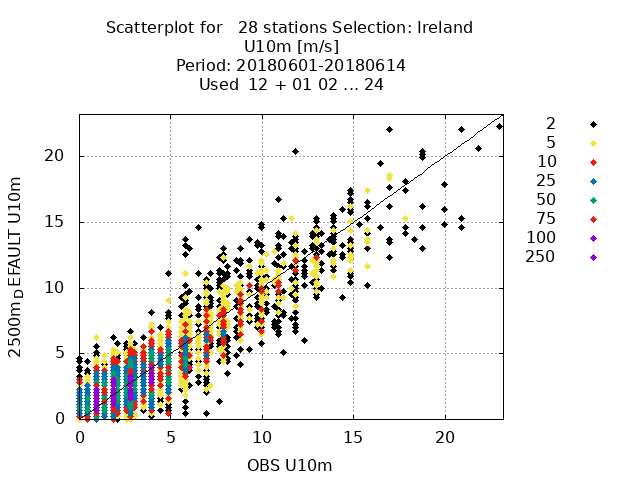 Scatterplot for 28 stations Selection: Ireland
U10m [m/s]
Period: 20180601-20180614
Used 12 + 01 02 ... 24
2
5
10
25
50
75
100
250
2500m_DEFAULT U10m
20
15
10
5
0
0 5 10 15 20
OBS U10m